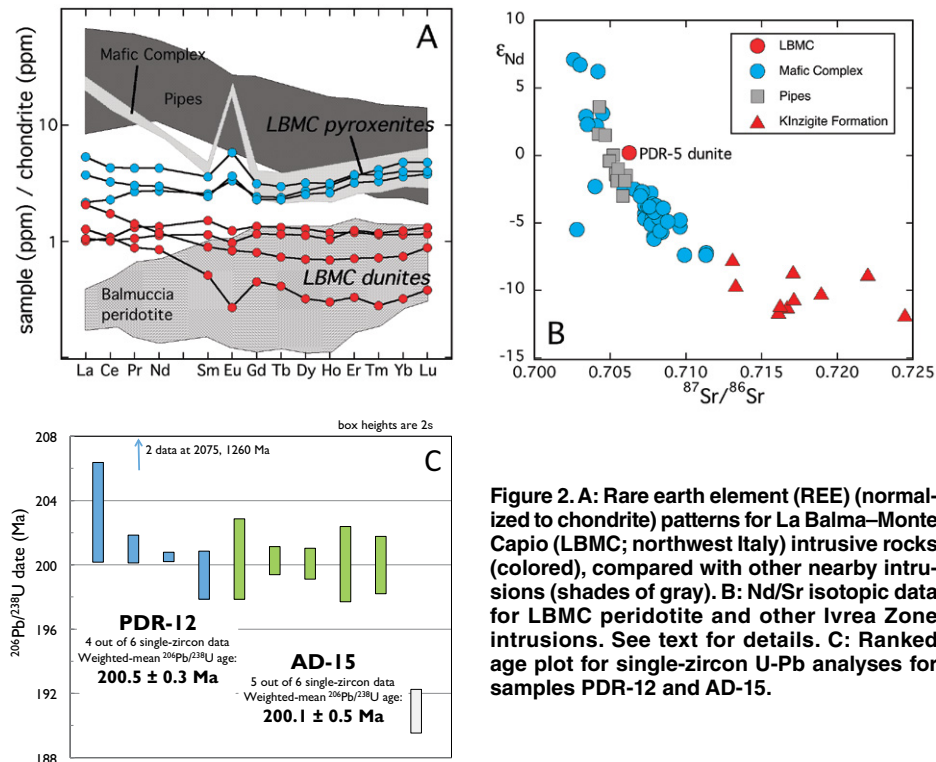 A
Mafic Complex
Pipes
LBMC pyroxenites
LBMC dunites
Balmuccia
peridotite
10
1
sample (ppm) / chondrite (ppm)
La Ce Pr Nd Sm Eu Gd Tb Dy Ho Er Tm Yb Lu
B
εNd
10
5
0
-5
-10
-15
LBMC
Mafic Complex
Pipes
KInzigite Formation
PDR-5 dunite
0.700 0.705 0.710 0.715 0.720 0.725
87Sr/86Sr
box heights are 2s
C
2 data at 2075, 1260 Ma
208
204
200
196
192
188
206Pb/238U date (Ma)
PDR-12
4 out of 6 single-zircon data
Weighted-mean 206Pb/238U age:
200.5 ± 0.3 Ma
AD-15
5 out of 6 single-zircon data
Weighted-mean 206Pb/238U age:
200.1 ± 0.5 Ma
Figure 2. A: Rare earth element (REE) (normal-
ized to chondrite) patterns for La Balma–Monte
Capio (LBMC; northwest Italy) intrusive rocks
(colored), compared with other nearby intru-
sions (shades of gray). B: Nd/Sr isotopic data
for LBMC peridotite and other Ivrea Zone
intrusions. See text for details. C: Ranked
age plot for single-zircon U-Pb analyses for
samples PDR-12 and AD-15.